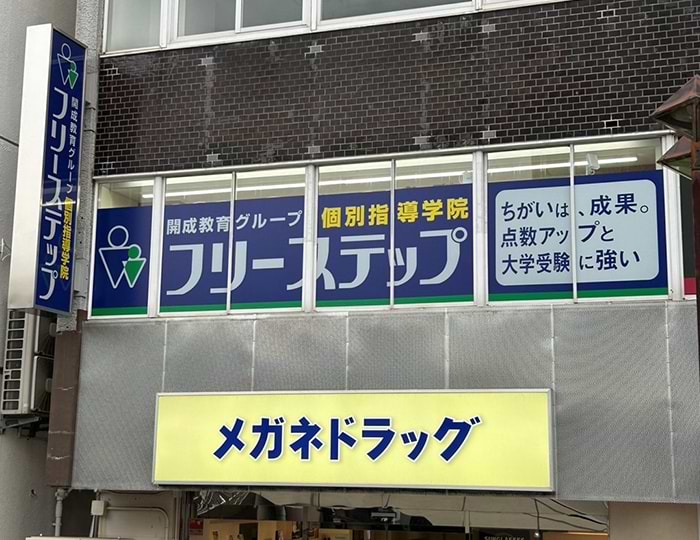 開成教育グループ 個別指導学院
フリーステップ
開成教育グループ 個別指導学院
フリーステップ
ちがいは、成果。
点数アップと
大学受験に強い
メガネドラッグ
SUNGLASSES